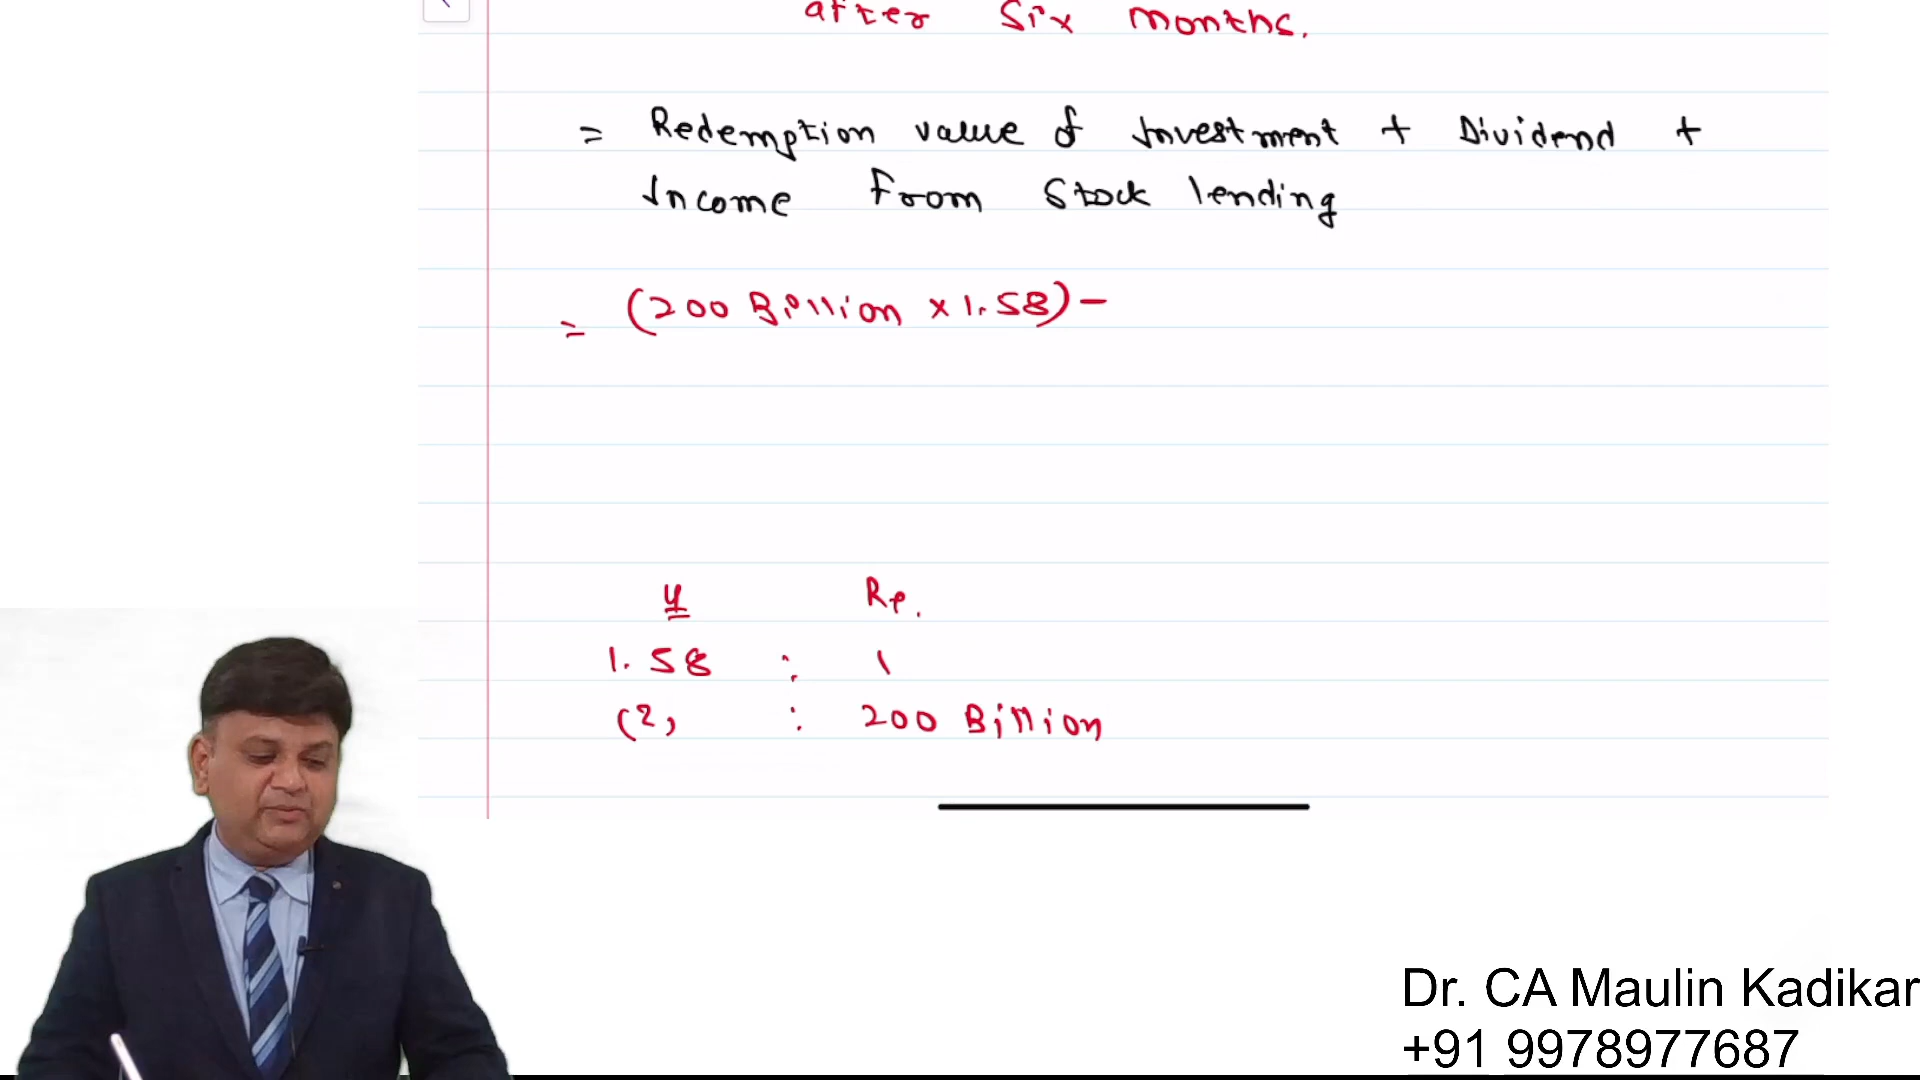 after six months.
= Redemption value of Investment + Dividend +
Income From Stock lending
= (200 Billion x 1.58) -
¥ Re.
1.58 : 1
(?) : 200 Billion
Dr. CA Maulin Kadikar
+91 9978977687